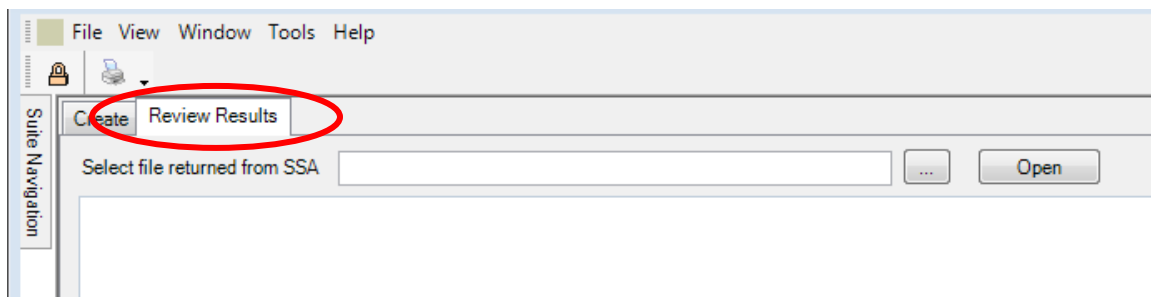 File View Window Tools Help
Create Review Results
Suite Navigation
Select file returned from SSA ... Open